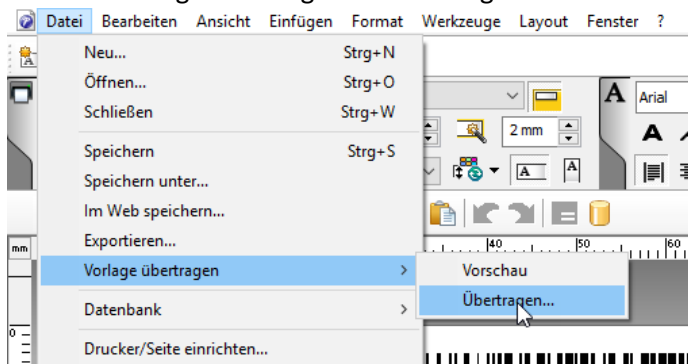 Datei Bearbeiten Ansicht Einfügen Format Werkzeuge Layout Fenster ?
Neu... Strg+N
Öffnen... Strg+O
Schließen Strg+W
Speichern Strg+S
Speichern unter...
Im Web speichern...
Exportieren...
Vorlage übertragen >
Vorschau
Übertragen...
Datenbank >
Drucker/Seite einrichten...
A Arial
2 mm A
A A
mm 40 50 60
0